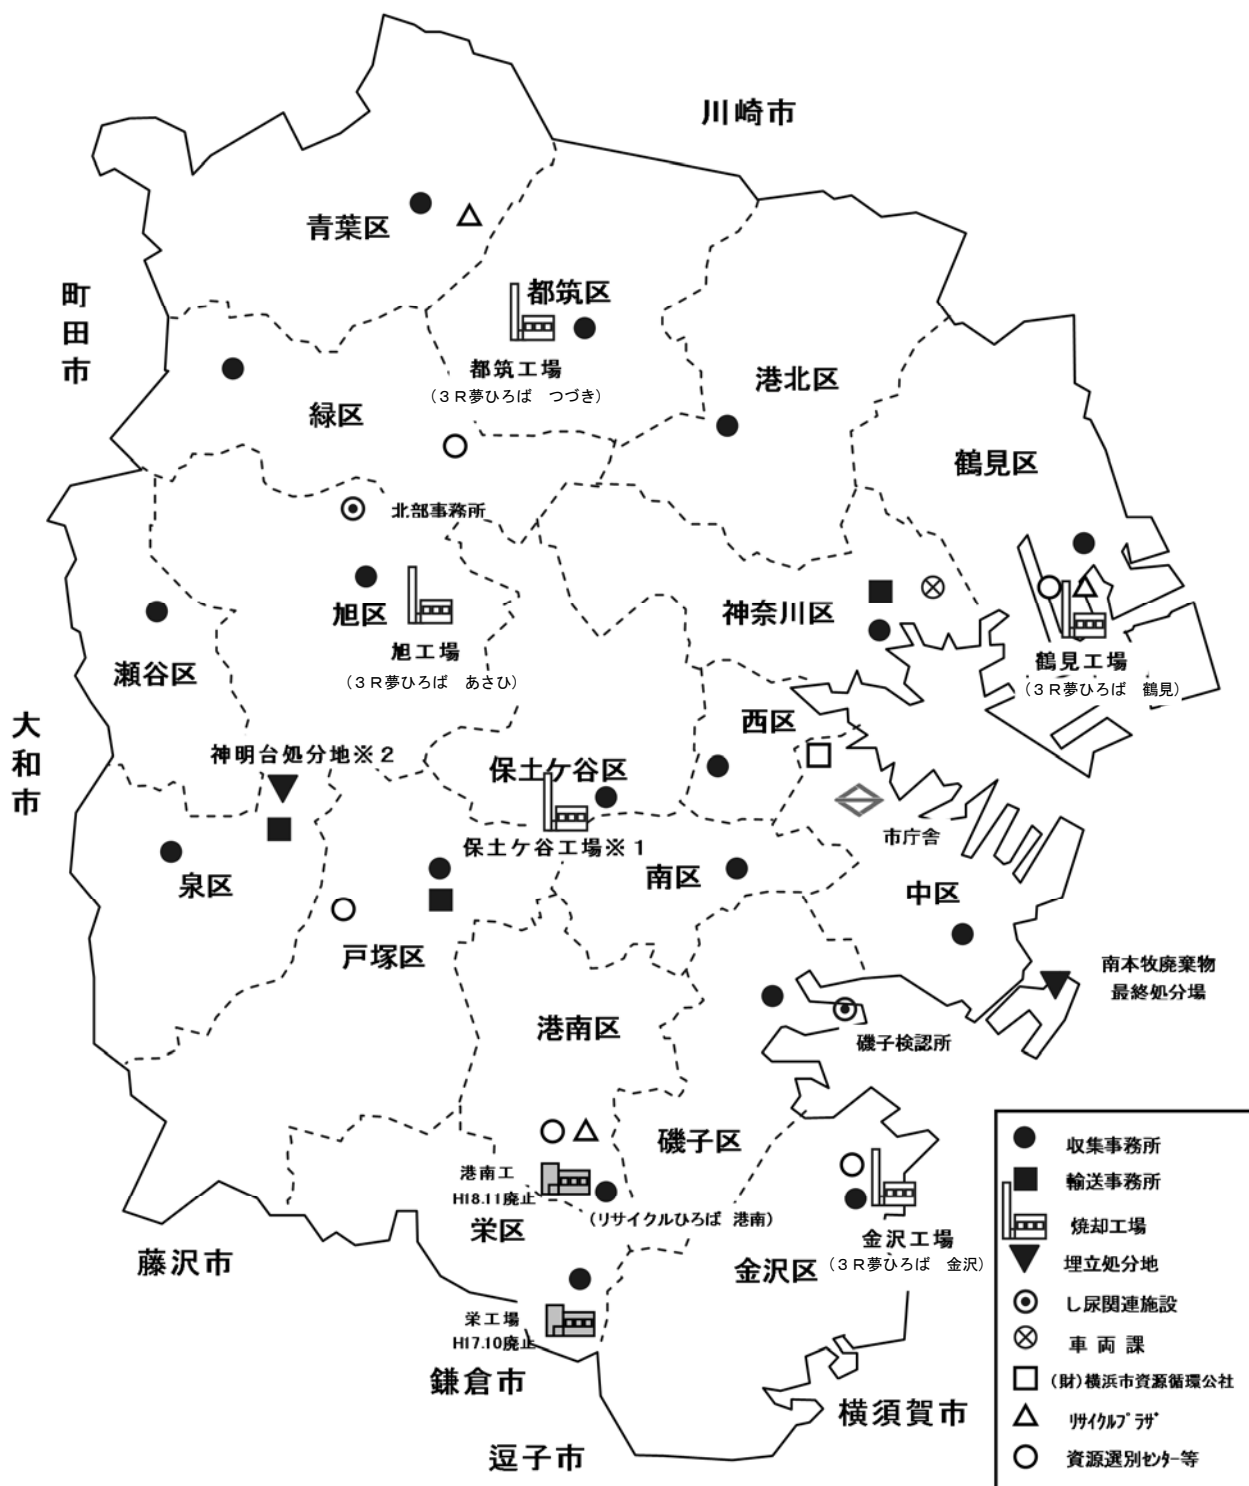 川崎市
青葉区
町田市
都筑区
都筑工場
(３Ｒ夢ひろば　つづき)
港北区
緑区
鶴見区
北部事務所
旭区
旭工場
(３Ｒ夢ひろば　あさひ)
神奈川区
鶴見工場
(３Ｒ夢ひろば　鶴見)
瀬谷区
大和市
西区
神明台処分地※２
保土ケ谷区
保土ケ谷工場※１
市庁舎
泉区
南区
中区
戸塚区
南本牧廃棄物
最終処分場
港南区
磯子検認所
磯子区
港南工
H18.11廃止
(リサイクルひろば 港南)
栄区
金沢工場
(３Ｒ夢ひろば　金沢)
金沢区
藤沢市
栄工場
H17.10廃止
鎌倉市
横須賀市
逗子市
収集事務所
輸送事務所
焼却工場
埋立処分地
し尿関連施設
車 両 課
(財)横浜市資源循環公社
ﾘｻｲｸﾙﾌﾟﾗｻﾞ
資源選別ｾﾝﾀｰ等